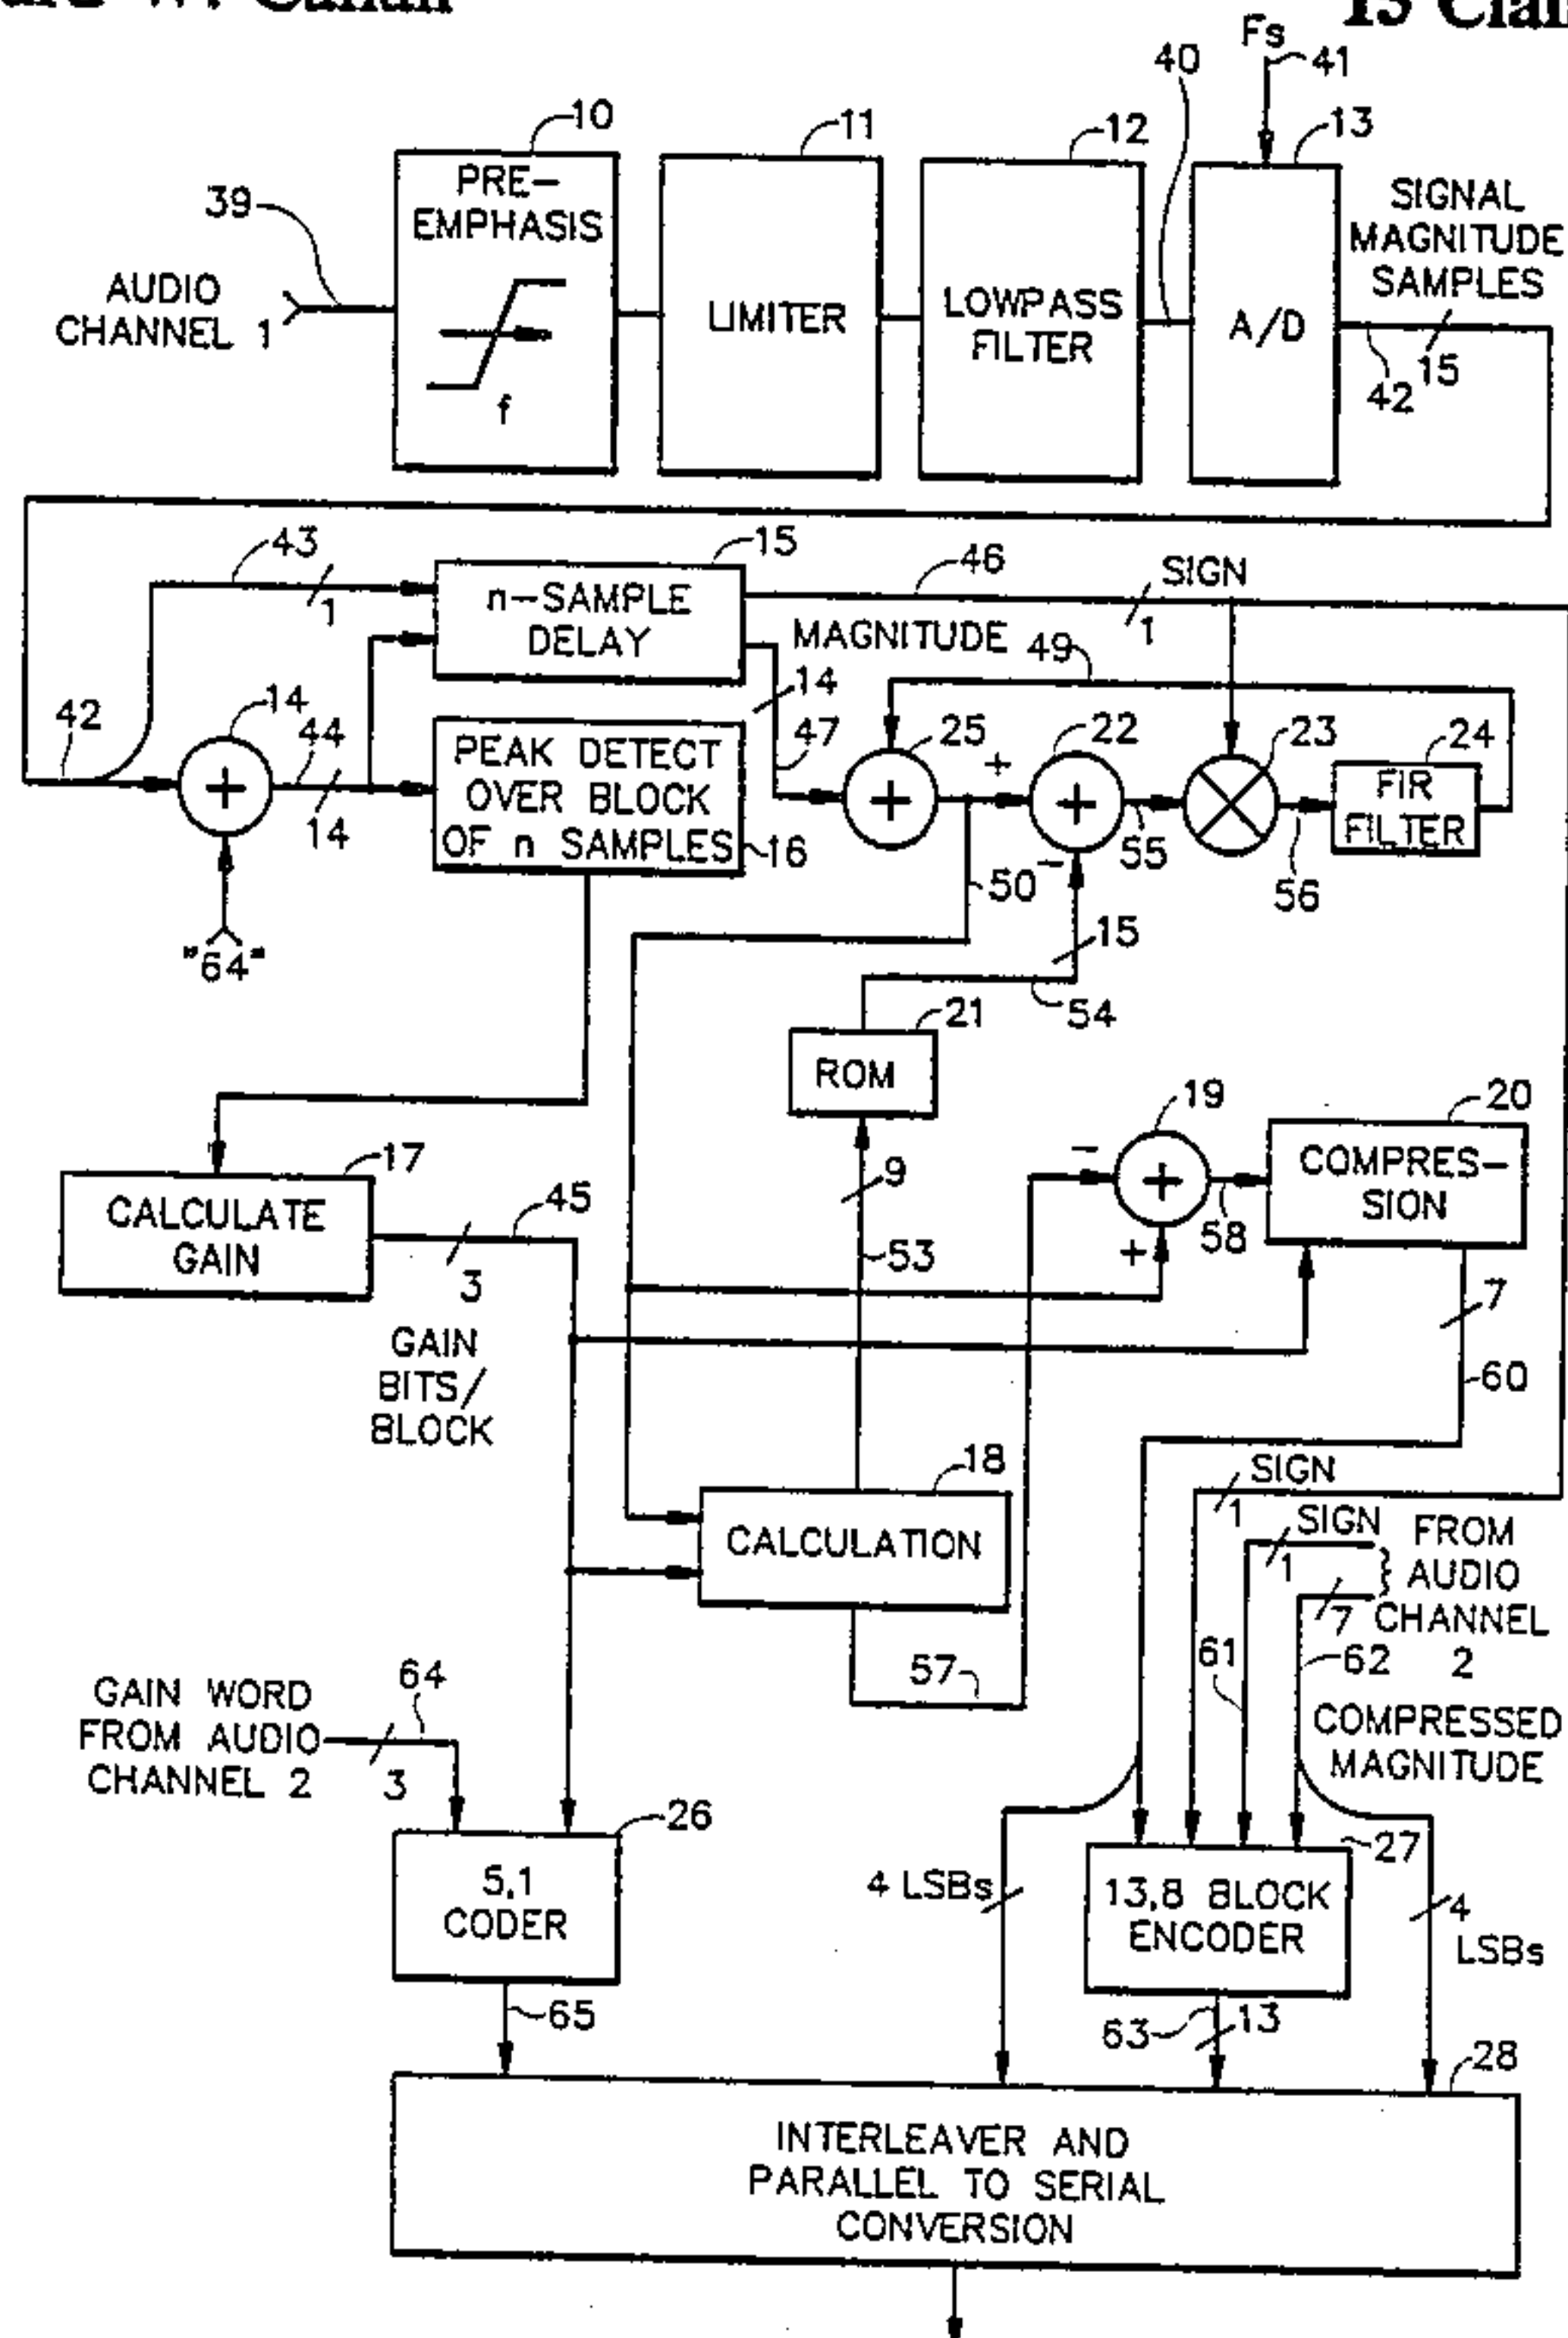 13
Fs
41
40
10
11
12
13
PRE-
EMPHASIS
f
LIMITER
LOWPASS
FILTER
A/D
SIGNAL
MAGNITUDE
SAMPLES
15
42
39
AUDIO
CHANNEL 1
43
1
15
n-SAMPLE
DELAY
46
SIGN
1
MAGNITUDE
49
14
47
42
14
+
44
14
"64"
PEAK DETECT
OVER BLOCK
OF n SAMPLES
16
25
+
+
22
+
-
55
23
56
24
FIR
FILTER
50
15
54
21
ROM
9
53
17
CALCULATE
GAIN
45
3
GAIN
BITS/
BLOCK
19
-
+
+
58
20
COMPRES-
SION
7
60
18
CALCULATION
57
SIGN
1
SIGN
1
7
FROM
AUDIO
CHANNEL
2
61
62
COMPRESSED
MAGNITUDE
GAIN WORD
FROM AUDIO
CHANNEL 2
64
3
26
5,1
CODER
65
4 LSBs
27
13,8 BLOCK
ENCODER
4
LSBs
63
13
28
INTERLEAVER AND
PARALLEL TO SERIAL
CONVERSION